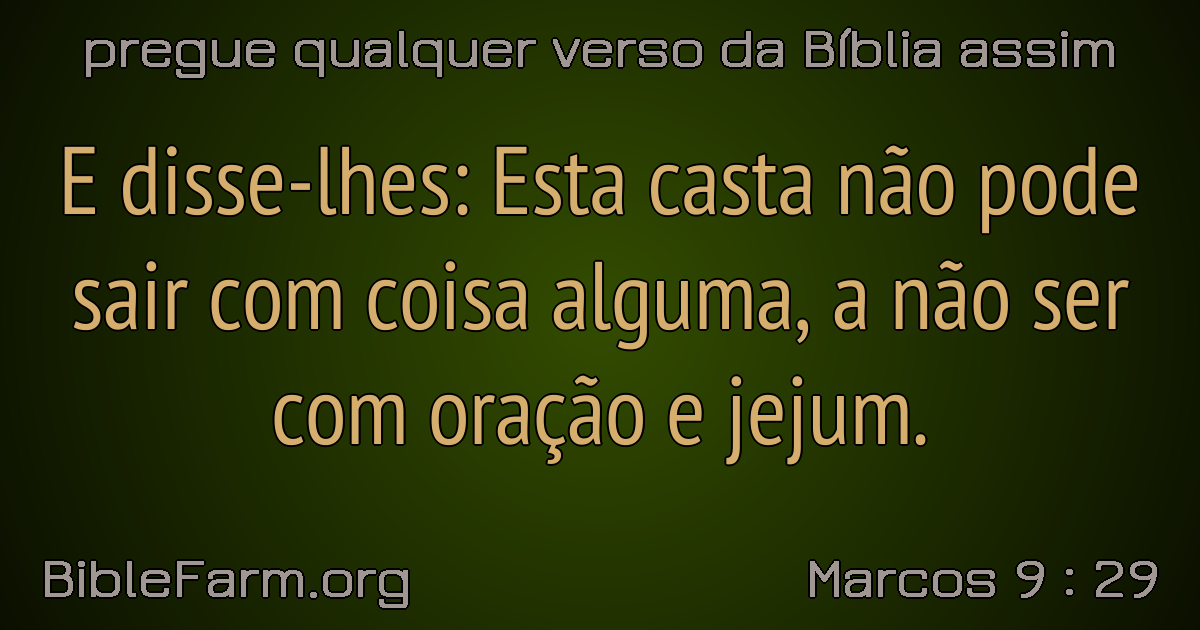 pregue qualquer verso da Bíblia assim
E disse-lhes: Esta casta não pode
sair com coisa alguma, a não ser
com oração e jejum.
BibleFarm.org
Marcos 9 : 29